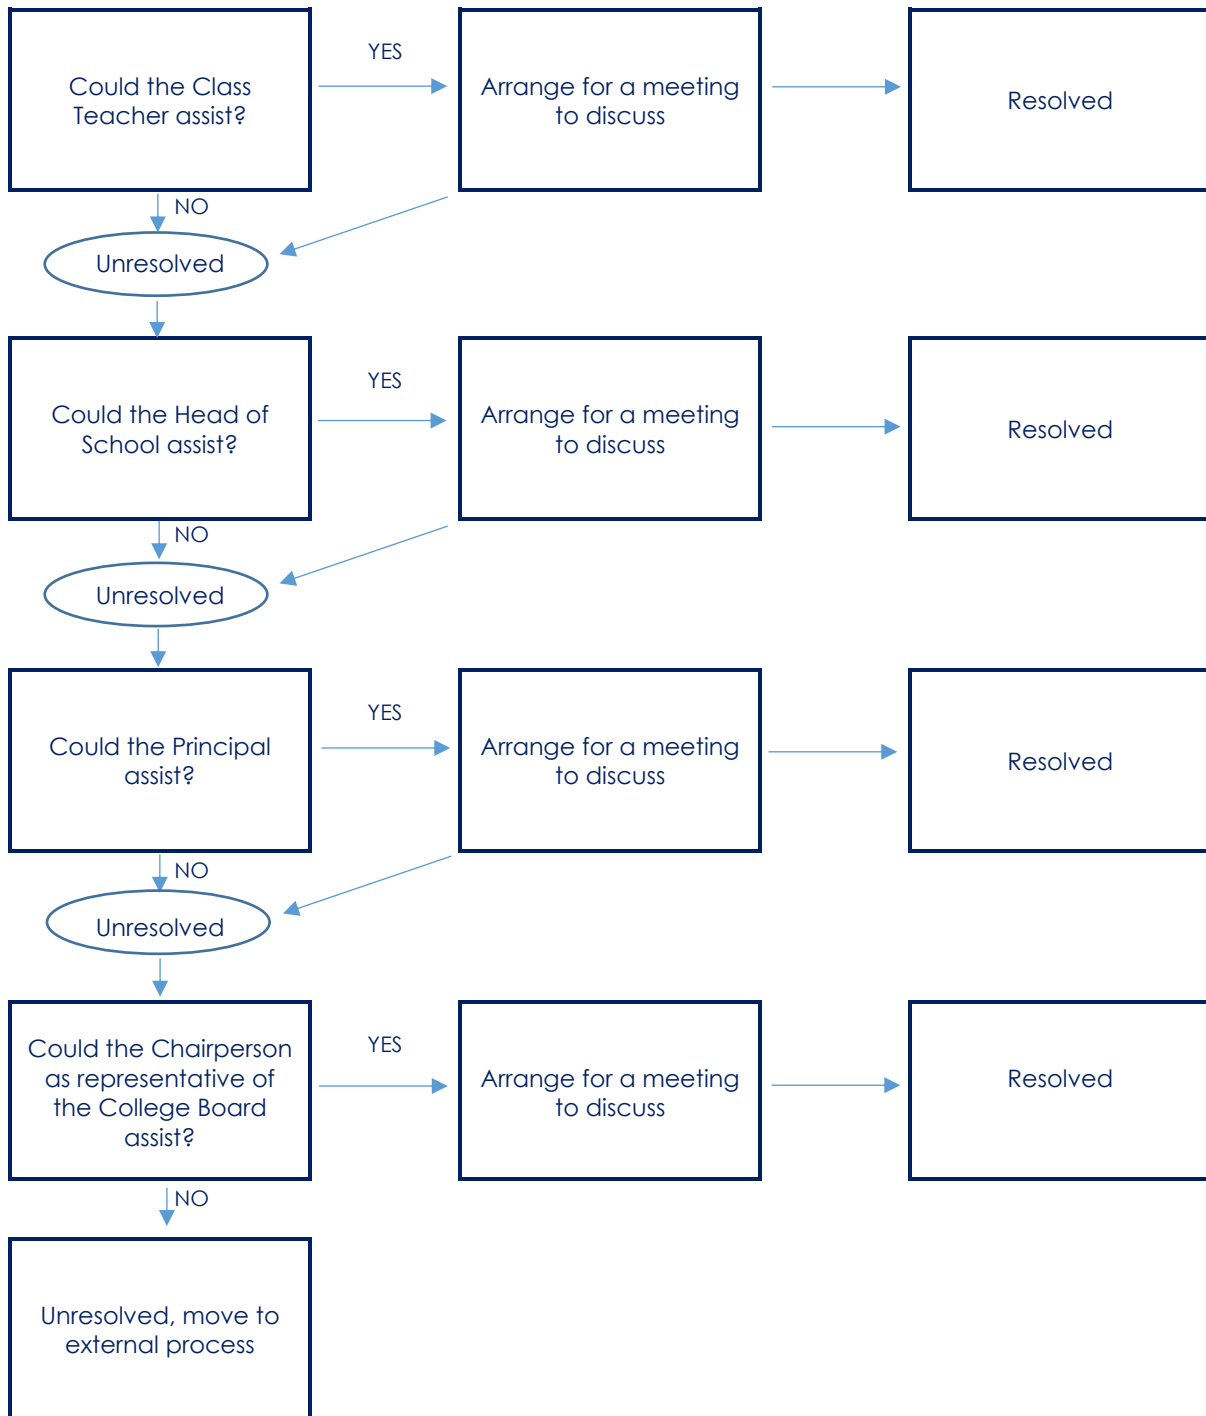 Could the Class
Teacher assist?
YES
Arrange for a meeting
to discuss
Resolved
NO
Unresolved
Could the Head of
School assist?
YES
Arrange for a meeting
to discuss
Resolved
NO
Unresolved
Could the Principal
assist?
YES
Arrange for a meeting
to discuss
Resolved
NO
Unresolved
Could the Chairperson
as representative of
the College Board
assist?
YES
Arrange for a meeting
to discuss
Resolved
NO
Unresolved, move to
external process